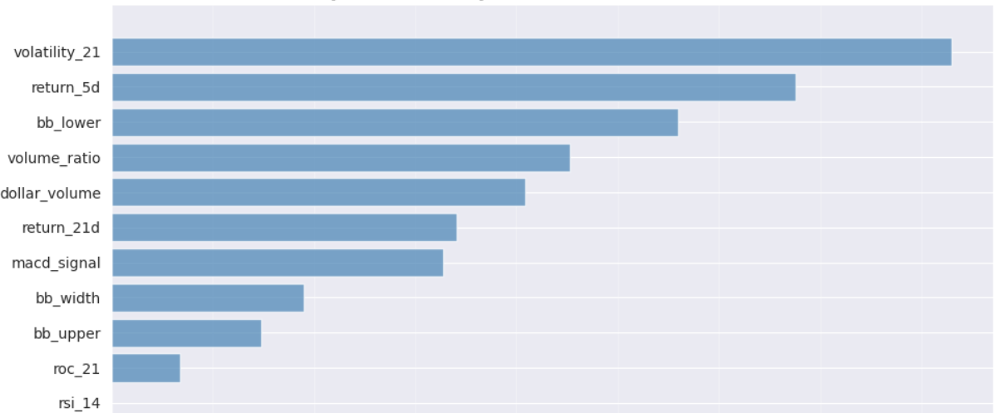 volatility_21
return_5d
bb_lower
volume_ratio
dollar_volume
return_21d
macd_signal
bb_width
bb_upper
roc_21
rsi_14